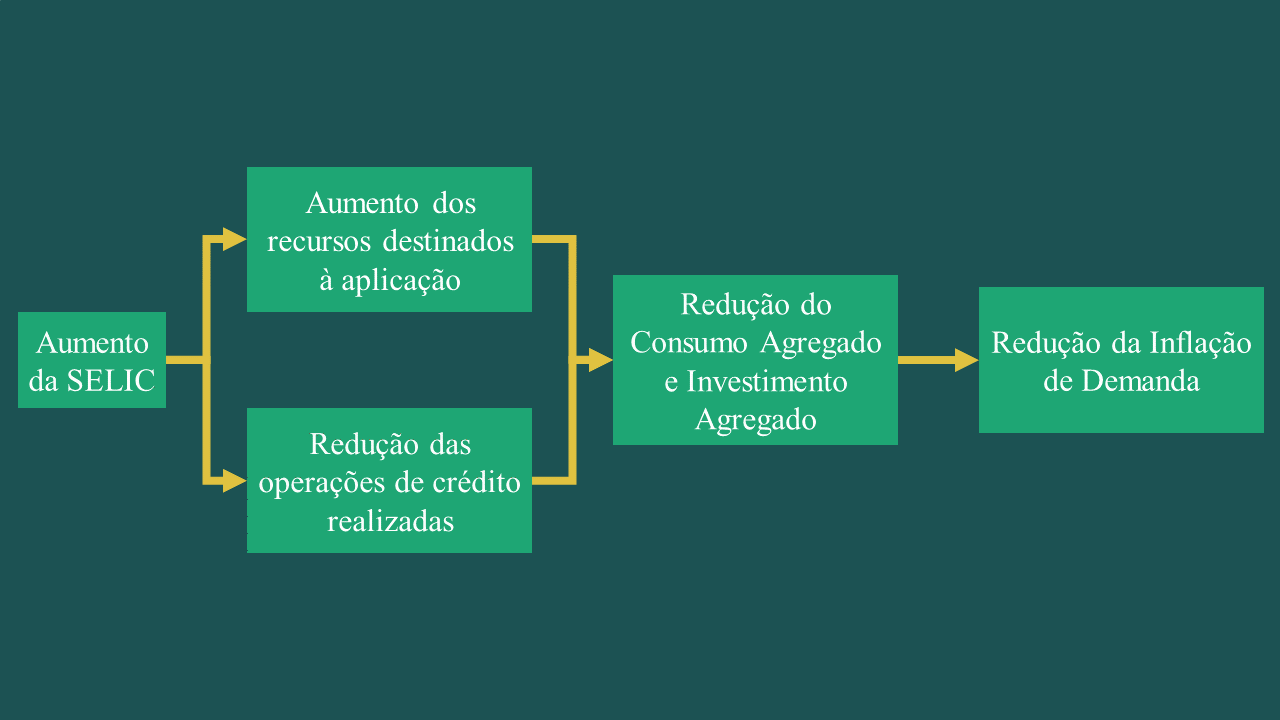 Aumento
da SELIC
Aumento dos
recursos destinados
à aplicação
Redução das
operações de crédito
realizadas
Redução do
Consumo Agregado
e Investimento
Agregado
Redução da Inflação
de Demanda